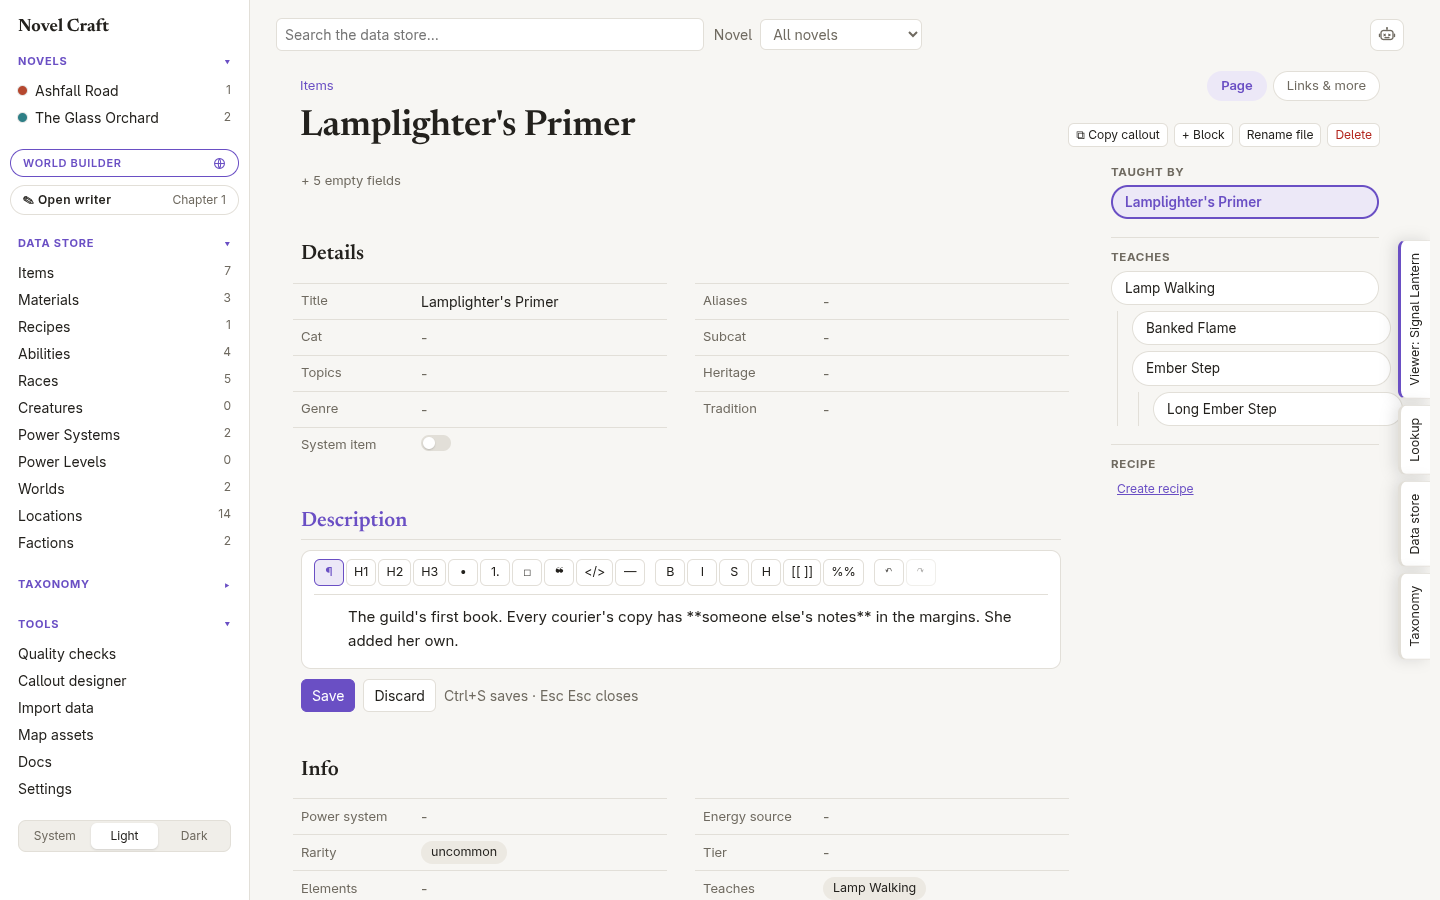 Novel Craft
NOVELS
Ashfall Road 1
The Glass Orchard 2
WORLD BUILDER
Open writer Chapter 1
DATA STORE
Items 7
Materials 3
Recipes 1
Abilities 4
Races 5
Creatures 0
Power Systems 2
Power Levels 0
Worlds 2
Locations 14
Factions 2
TAXONOMY
TOOLS
Quality checks
Callout designer
Import data
Map assets
Docs
Settings
System Light Dark
Search the data store... Novel All novels
Items Page Links & more
Lamplighter's Primer
Copy callout + Block Rename file Delete
+ 5 empty fields
Details
Title Lamplighter's Primer Aliases -
Cat - Subcat -
Topics - Heritage -
Genre - Tradition -
System item
Description
¶ H1 H2 H3 • 1. □ ❝ </> — B I S H [[ ]] %% ↶ ↷
The guild's first book. Every courier's copy has **someone else's notes** in the margins. She
added her own.
Save Discard Ctrl+S saves · Esc Esc closes
Info
Power system - Energy source -
Rarity uncommon Tier -
Elements - Teaches Lamp Walking
TAUGHT BY
Lamplighter's Primer
TEACHES
Lamp Walking
Banked Flame
Ember Step
Long Ember Step
RECIPE
Create recipe
Viewer: Signal Lantern
Lookup
Data store
Taxonomy